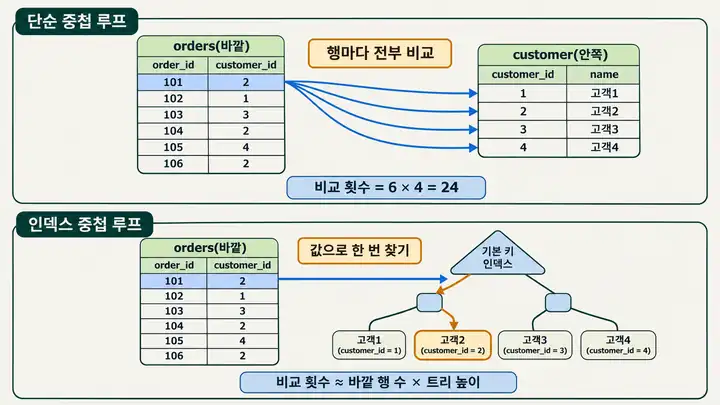 단순 중첩 루프
orders(바깥)
order_id customer_id
101 2
102 1
103 3
104 2
105 4
106 2
행마다 전부 비교
customer(안쪽)
customer_id name
1 고객1
2 고객2
3 고객3
4 고객4
비교 횟수 = 6 × 4 = 24
인덱스 중첩 루프
orders(바깥)
order_id customer_id
101 2
102 1
103 3
104 2
105 4
106 2
값으로 한 번 찾기
기본 키
인덱스
고객1
(customer_id = 1)
고객2
(customer_id = 2)
고객3
(customer_id = 3)
고객4
(customer_id = 4)
비교 횟수 ≈ 바깥 행 수 × 트리 높이